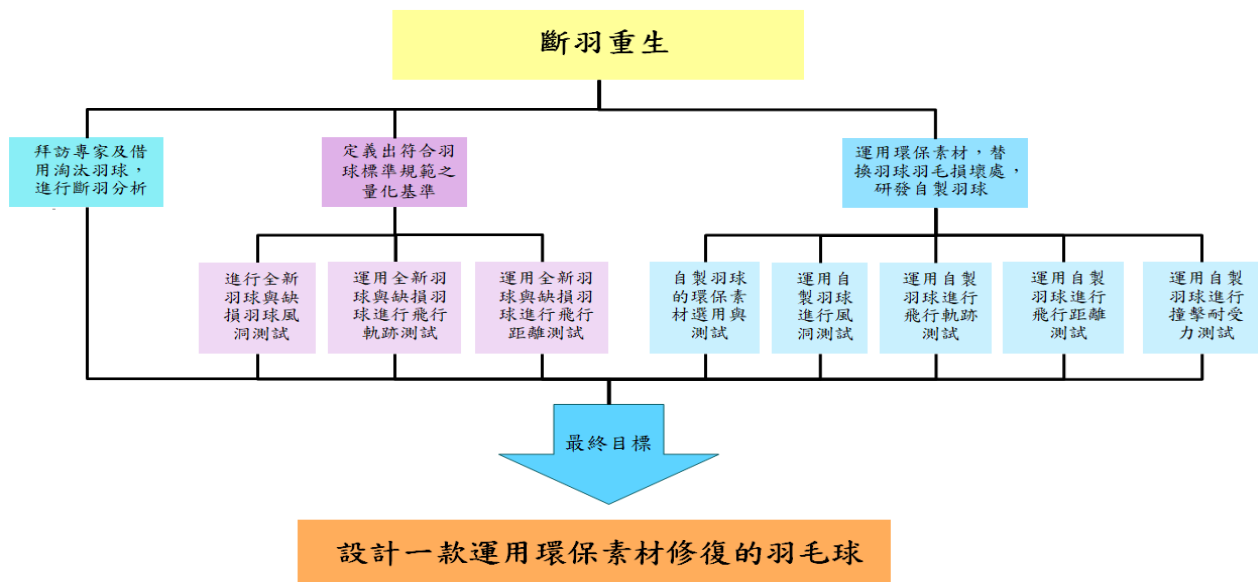 斷羽重生
拜訪專家及借
用淘汰羽球，
進行斷羽分析
定義出符合羽
球標準規範之
量化基準
運用環保素材，替
換羽球羽毛損壞處，
研發自製羽球
進行全新
羽球與缺
損羽球風
洞測試
運用全新羽
球與缺損羽
球進行飛行
軌跡測試
運用全新羽
球與缺損羽
球進行飛行
距離測試
自製羽球
的環保素
材選用與
測試
運用自
製羽球
進行風
洞測試
運用自製
羽球進行
飛行軌跡
測試
運用自製
羽球進行
飛行距離
測試
運用自製
羽球進行
撞擊耐受
力測試
最終目標
設計一款運用環保素材修復的羽毛球